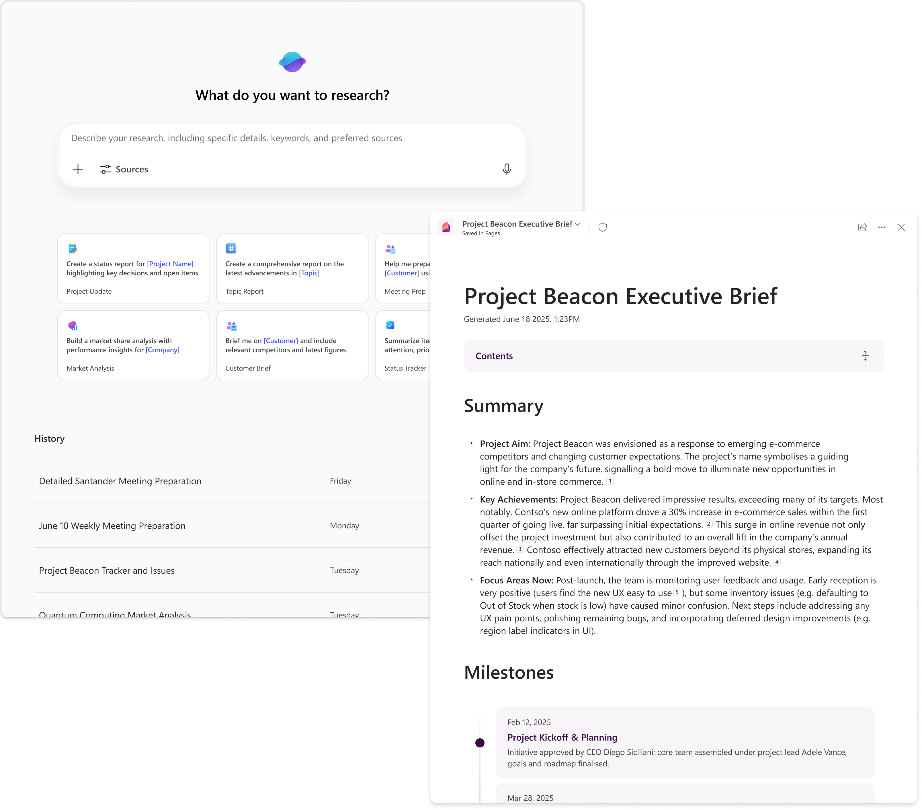 What do you want to research?
Describe your research, including specific details, keywords, and preferred sources
Sources
Create a status report for [Project Name]
highlighting key decisions and open items
Project Update
Create a comprehensive report on the
latest advancements in [Topic]
Topic Report
Help me prepa
[Customer] usi
Meeting Prep
Build a market share analysis with
performance insights for [Company]
Market Analysis
Brief me on [Customer] and include
relevant competitors and latest figures
Customer Brief
Summarize ite
attention, prio
Status Tracker
History
Detailed Santander Meeting Preparation
Friday
June 10 Weekly Meeting Preparation
Monday
Project Beacon Tracker and Issues
Tuesday
Quantum Computing Market Analysis
Tuesday
Project Beacon Executive Brief
Saved in Pages
Project Beacon Executive Brief
Generated June 18 2025, 1:23PM
Contents
Summary
• Project Aim: Project Beacon was envisioned as a response to emerging e-commerce
competitors and changing customer expectations. The project's name symbolises a guiding
light for the company's future, signalling a bold move to illuminate new opportunities in
online and in-store commerce. 1
• Key Achievements: Project Beacon delivered impressive results, exceeding many of its targets. Most
notably, Contso's new online platform drove a 30% increase in e-commerce sales within the first
quarter of going live, far surpassing initial expectations. 2 This surge in online revenue not only
offset the project investment but also contributed to an overall lift in the company's annual
revenue. 3 Contoso effectively attracted new customers beyond its physical stores, expanding its
reach nationally and even internationally through the improved website. 4
• Focus Areas Now: Post-launch, the team is monitoring user feedback and usage. Early reception is
very positive (users find the new UX easy to use 5 ), but some inventory issues (e.g. defaulting to
Out of Stock when stock is low) have caused minor confusion. Next steps include addressing any
UX pain points, polishing remaining bugs, and incorporating deferred design improvements (e.g.
region label indicators in UI).
Milestones
Feb 12, 2025
Project Kickoff & Planning
Initiative approved by CEO Diego Siciliani; core team assembled under project lead Adele Vance,
goals and roadmap finalised.
Mar 28, 2025